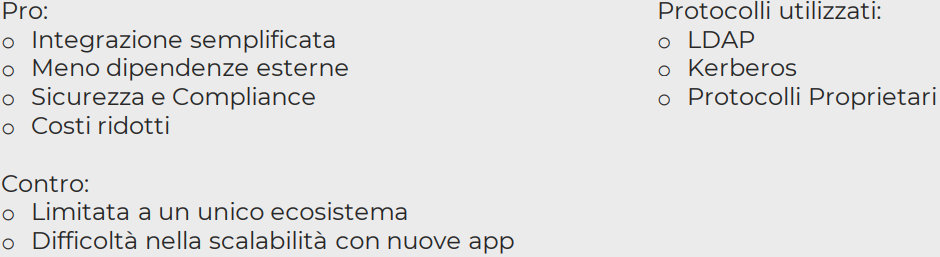 Pro:
o Integrazione semplificata
o Meno dipendenze esterne
o Sicurezza e Compliance
o Costi ridotti
Contro:
o Limitata a un unico ecosistema
o Difficoltà nella scalabilità con nuove app
Protocolli utilizzati:
o LDAP
o Kerberos
o Protocolli Proprietari